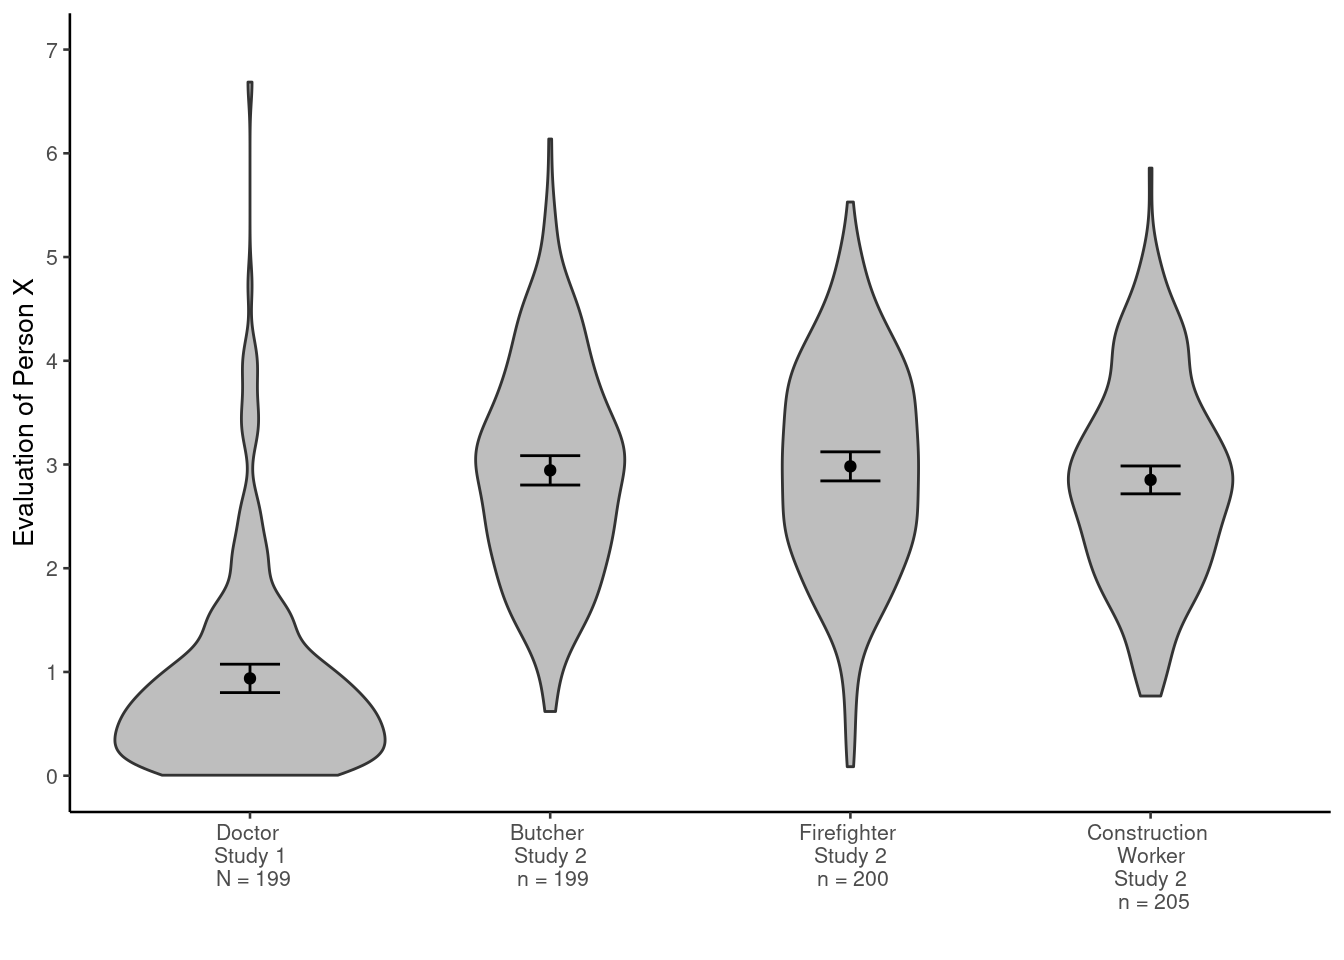 Evaluation of Person X
7
6
5
4
3
2
1
0
Doctor
Study 1
N = 199
Butcher
Study 2
n = 199
Firefighter
Study 2
n = 200
Construction
Worker
Study 2
n = 205